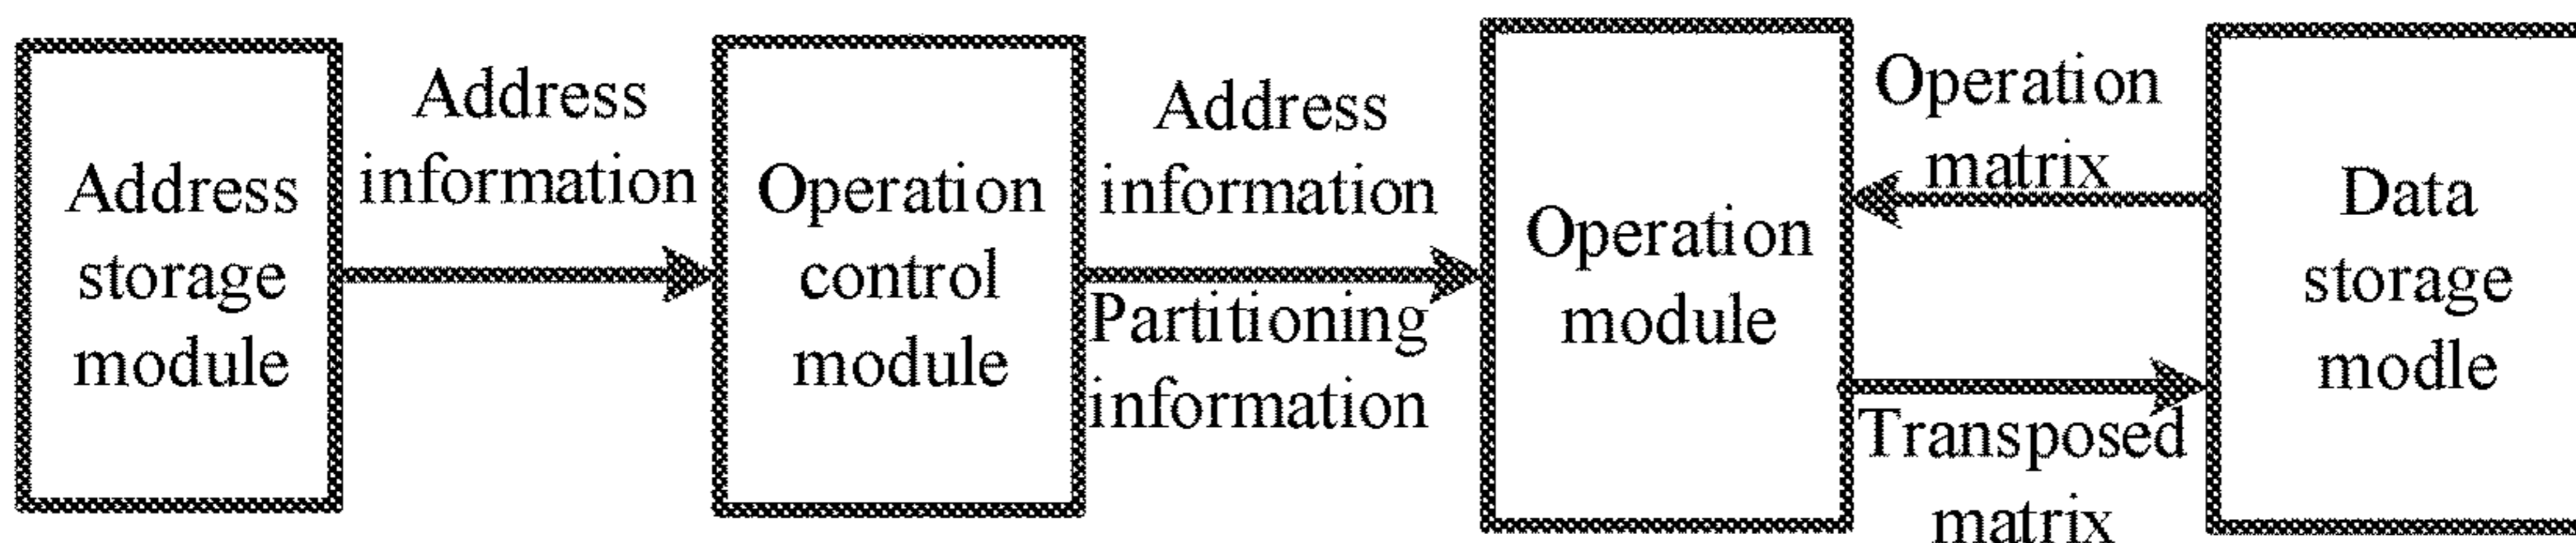 Address
storage
module
Address
information
Operation
control
module
Address
information
Partitioning
information
Operation
module
Operation
matrix
Transposed
matrix
Data
storage
modle